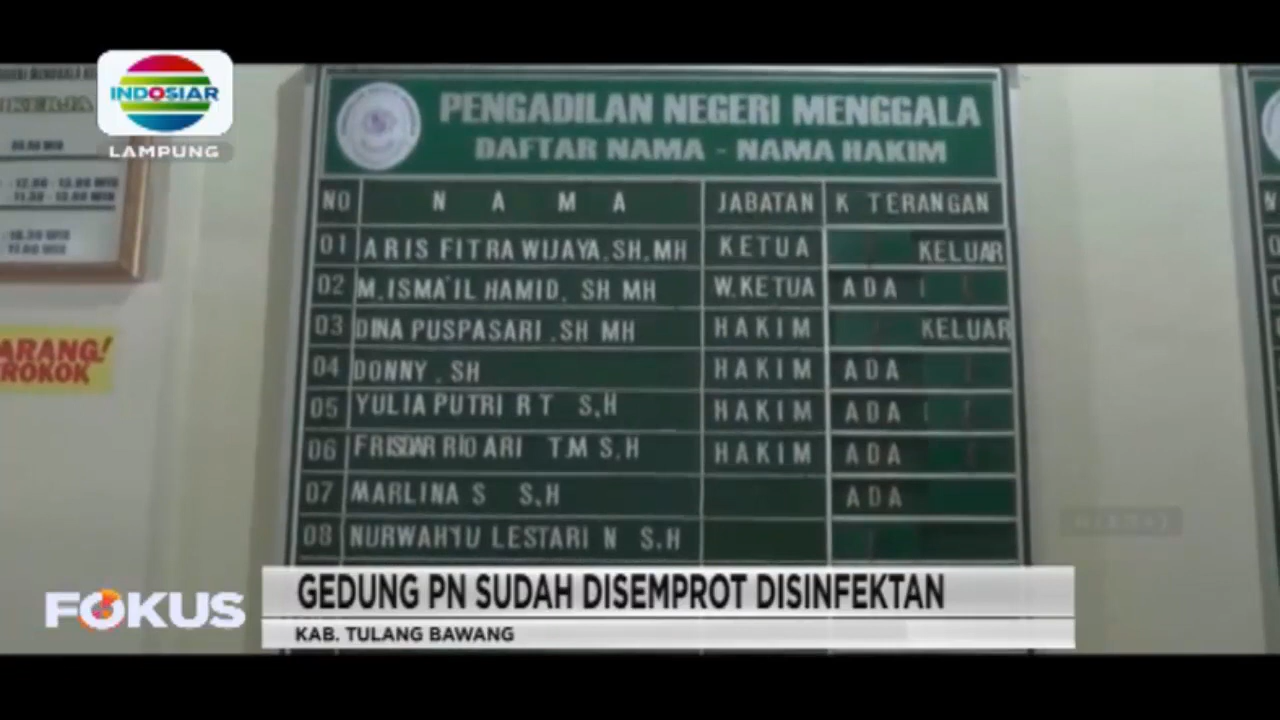 INDOSIAR
LAMPUNG
PENGADILAN NEGERI MENGGALA
DAFTAR NAMA - NAMA HAKIM
NO N A M A JABATAN K TERANGAN
01 ARIS FITRA WIJAYA.SH.MH KETUA KELUAR
02 M.ISMA'IL HAMID. SH MH W.KETUA ADA
03 DINA PUSPASARI .SH MH HAKIM KELUAR
04 DONNY . SH HAKIM ADA
05 YULIA PUTRI R T S,H HAKIM ADA
06 FRISDAR RIO ARI T.M S,H HAKIM ADA
07 MARLINA S S,H ADA
08 NURWAHYU LESTARI N S.H
ARANG!
ROKOK
FOKUS
GEDUNG PN SUDAH DISEMPROT DISINFEKTAN
KAB. TULANG BAWANG